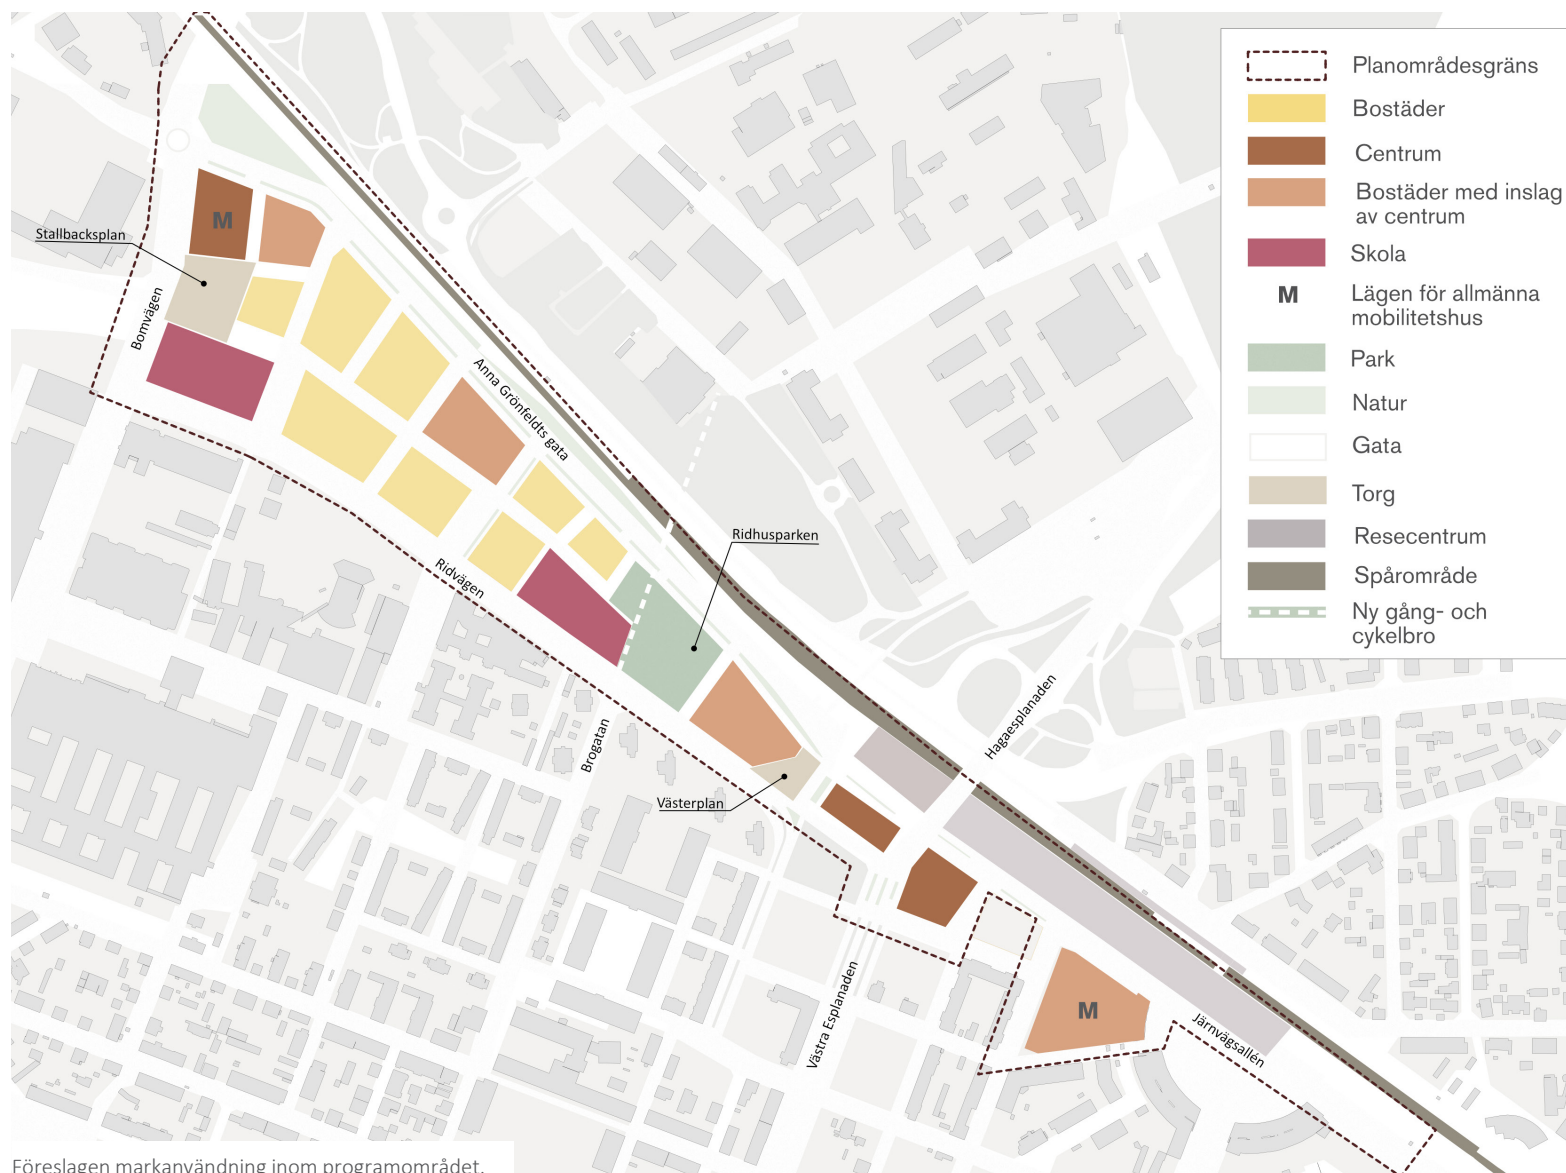 Planområdesgräns
Bostäder
Centrum
Bostäder med inslag
av centrum
Skola
M
Lägen för allmänna
mobilitetshus
Park
Natur
Gata
Torg
Resecentrum
Spårområde
Ny gång- och
cykelbro
M
Stallbacksplan
Bomvägen
Anna Grönfeldts gata
Ridhusparken
Ridvägen
Brogatan
Hagaesplanaden
Västerplan
Västra Esplanaden
M
Järnvägsallén
Föreslagen markanvändning inom programområdet.